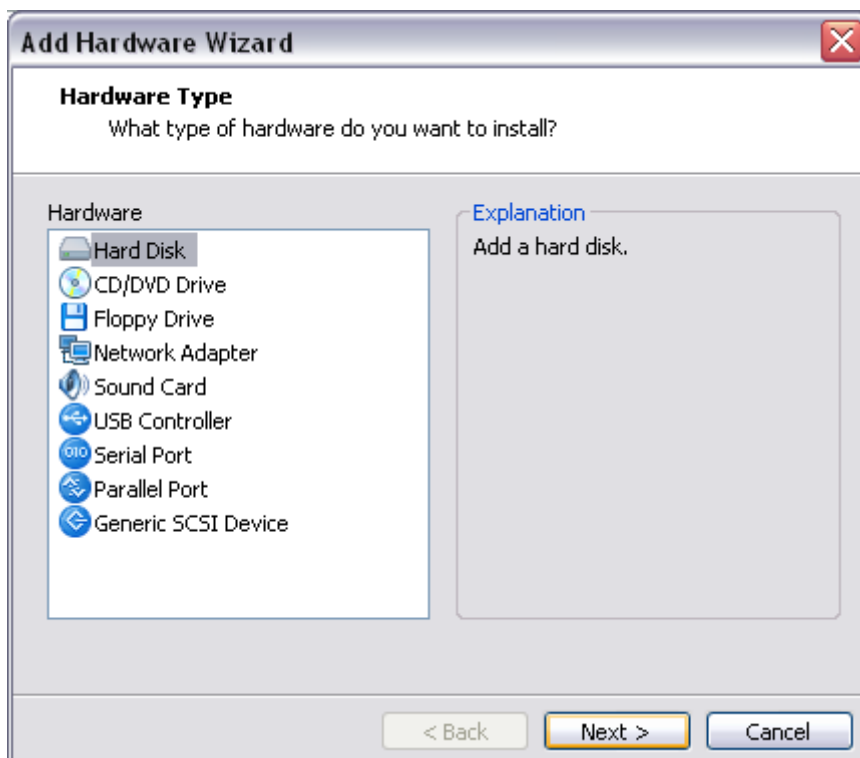 Add Hardware Wizard
Hardware Type
What type of hardware do you want to install?
Hardware
Hard Disk
CD/DVD Drive
Floppy Drive
Network Adapter
Sound Card
USB Controller
Serial Port
Parallel Port
Generic SCSI Device
Explanation
Add a hard disk.
< Back
Next >
Cancel